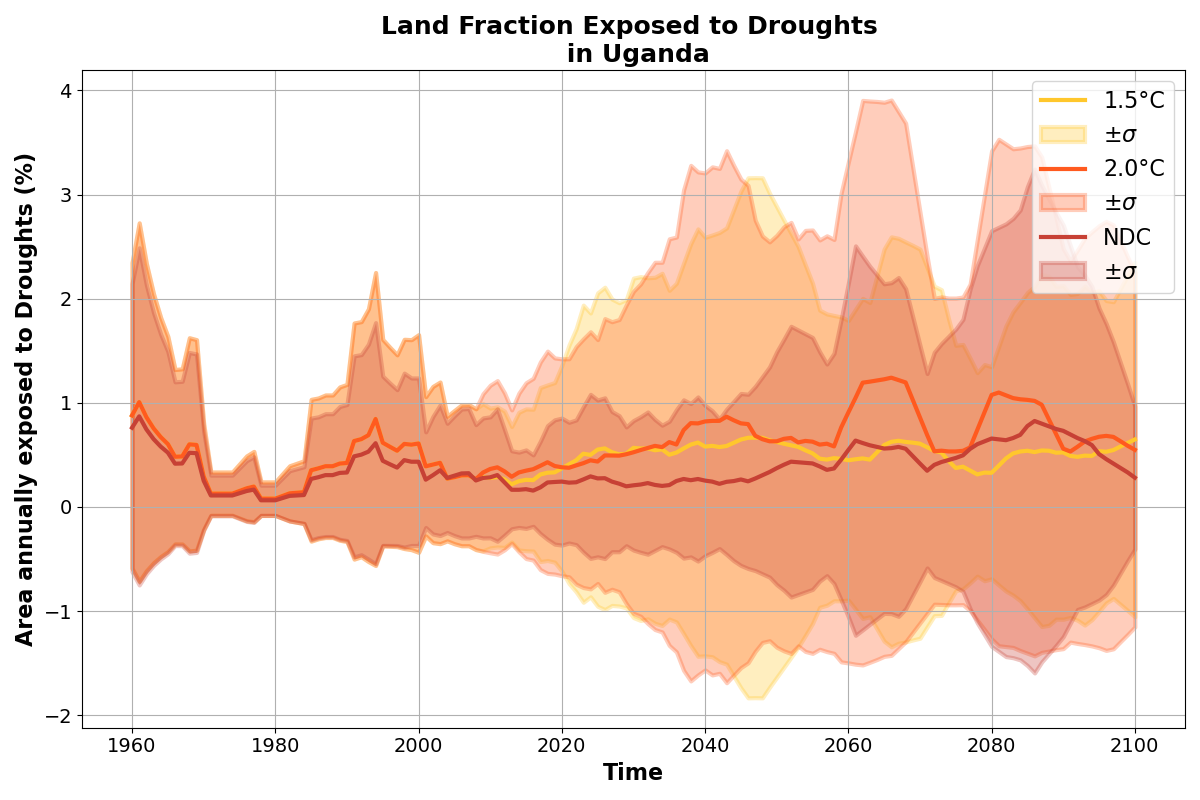 Land Fraction Exposed to Droughts
in Uganda
Area annually exposed to Droughts (%)
4
3
2
1
0
−1
−2
1960
1980
2000
2020
2040
2060
2080
2100
Time
1.5°C
±σ
2.0°C
±σ
NDC
±σ